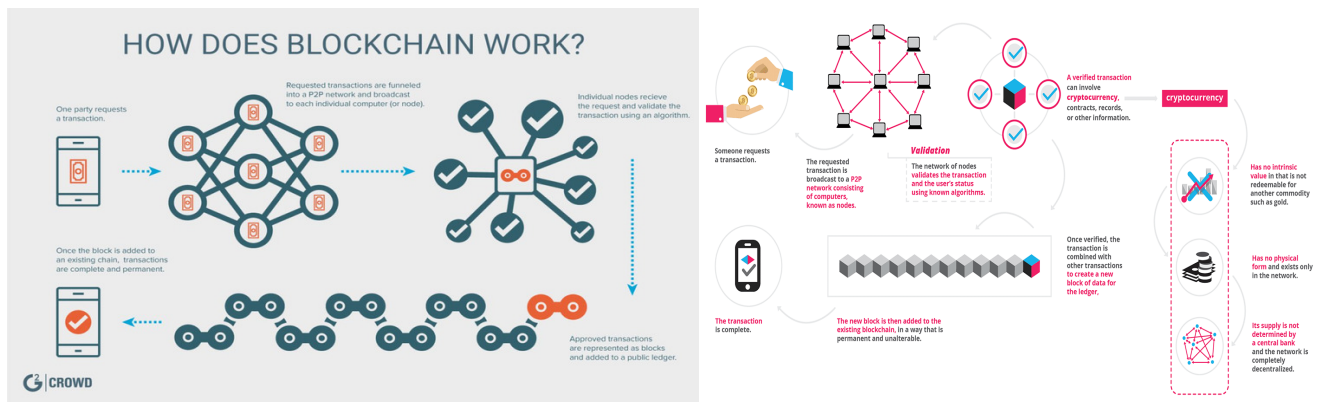 HOW DOES BLOCKCHAIN WORK?
One party requests
a transaction.
Requested transactions are funneled
into a P2P network and broadcast
to each individual computer (or node).
Individual nodes recieve
the request and validate the
transaction using an algorithm.
Once the block is added to
an existing chain, transactions
are complete and permanent.
Approved transactions
are represented as blocks
and added to a public ledger.
G2 | CROWD
Someone requests
a transaction.
The requested
transaction is
broadcast to a P2P
network consisting
of computers,
known as nodes.
Validation
The network of nodes
validates the transaction
and the user's status
using known algorithms.
A verified transaction
can involve
cryptocurrency,
contracts, records,
or other information.
cryptocurrency
Has no intrinsic
value in that is not
redeemable for
another commodity
such as gold.
Once verified, the
transaction is
combined with
other transactions
to create a new
block of data for
the ledger,
Has no physical
form and exists only
in the network.
The transaction
is complete.
The new block is then added to the
existing blockchain, in a way that is
permanent and unalterable.
Its supply is not
determined by
a central bank
and the network is
completely
decentralized.